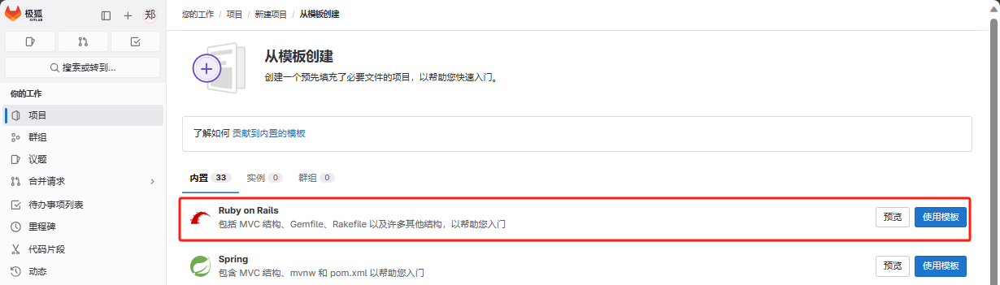 极狐
GITLAB
郑
搜索或转到...
你的工作
项目
群组
议题
合并请求
待办事项列表
里程碑
代码片段
动态
您的工作 / 项目 / 新建项目 / 从模板创建
从模板创建
创建一个预先填充了必要文件的项目，以帮助您快速入门。
了解如何 贡献到内置的模板
内置 33 实例 0 群组 0
Ruby on Rails
包括 MVC 结构、Gemfile、Rakefile 以及许多其他结构，以帮助您入门
预览 使用模板
Spring
包含 MVC 结构、mvnw 和 pom.xml 以帮助您入门
预览 使用模板